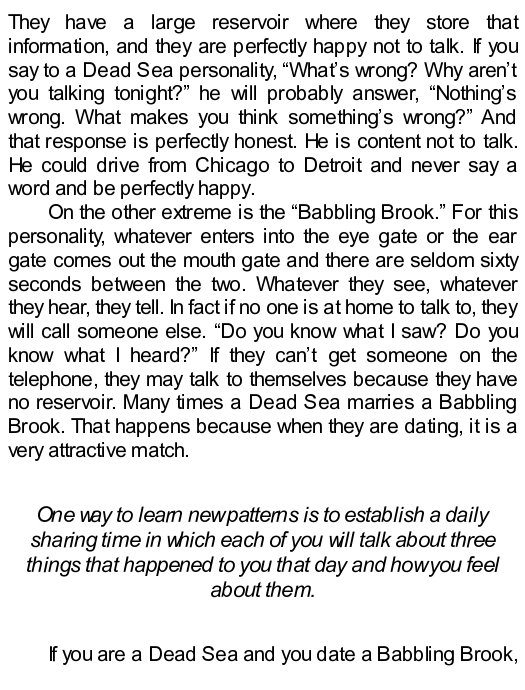 They have a large reservoir where they store that
information, and they are perfectly happy not to talk. If you
say to a Dead Sea personality, “What’s wrong? Why aren’t
you talking tonight?” he will probably answer, “Nothing’s
wrong. What makes you think something’s wrong?” And
that response is perfectly honest. He is content not to talk.
He could drive from Chicago to Detroit and never say a
word and be perfectly happy.
On the other extreme is the “Babbling Brook.” For this
personality, whatever enters into the eye gate or the ear
gate comes out the mouth gate and there are seldom sixty
seconds between the two. Whatever they see, whatever
they hear, they tell. In fact if no one is at home to talk to, they
will call someone else. “Do you know what I saw? Do you
know what I heard?” If they can’t get someone on the
telephone, they may talk to themselves because they have
no reservoir. Many times a Dead Sea marries a Babbling
Brook. That happens because when they are dating, it is a
very attractive match.
One way to learn new patterns is to establish a daily
sharing time in which each of you will talk about three
things that happened to you that day and how you feel
about them.
If you are a Dead Sea and you date a Babbling Brook,